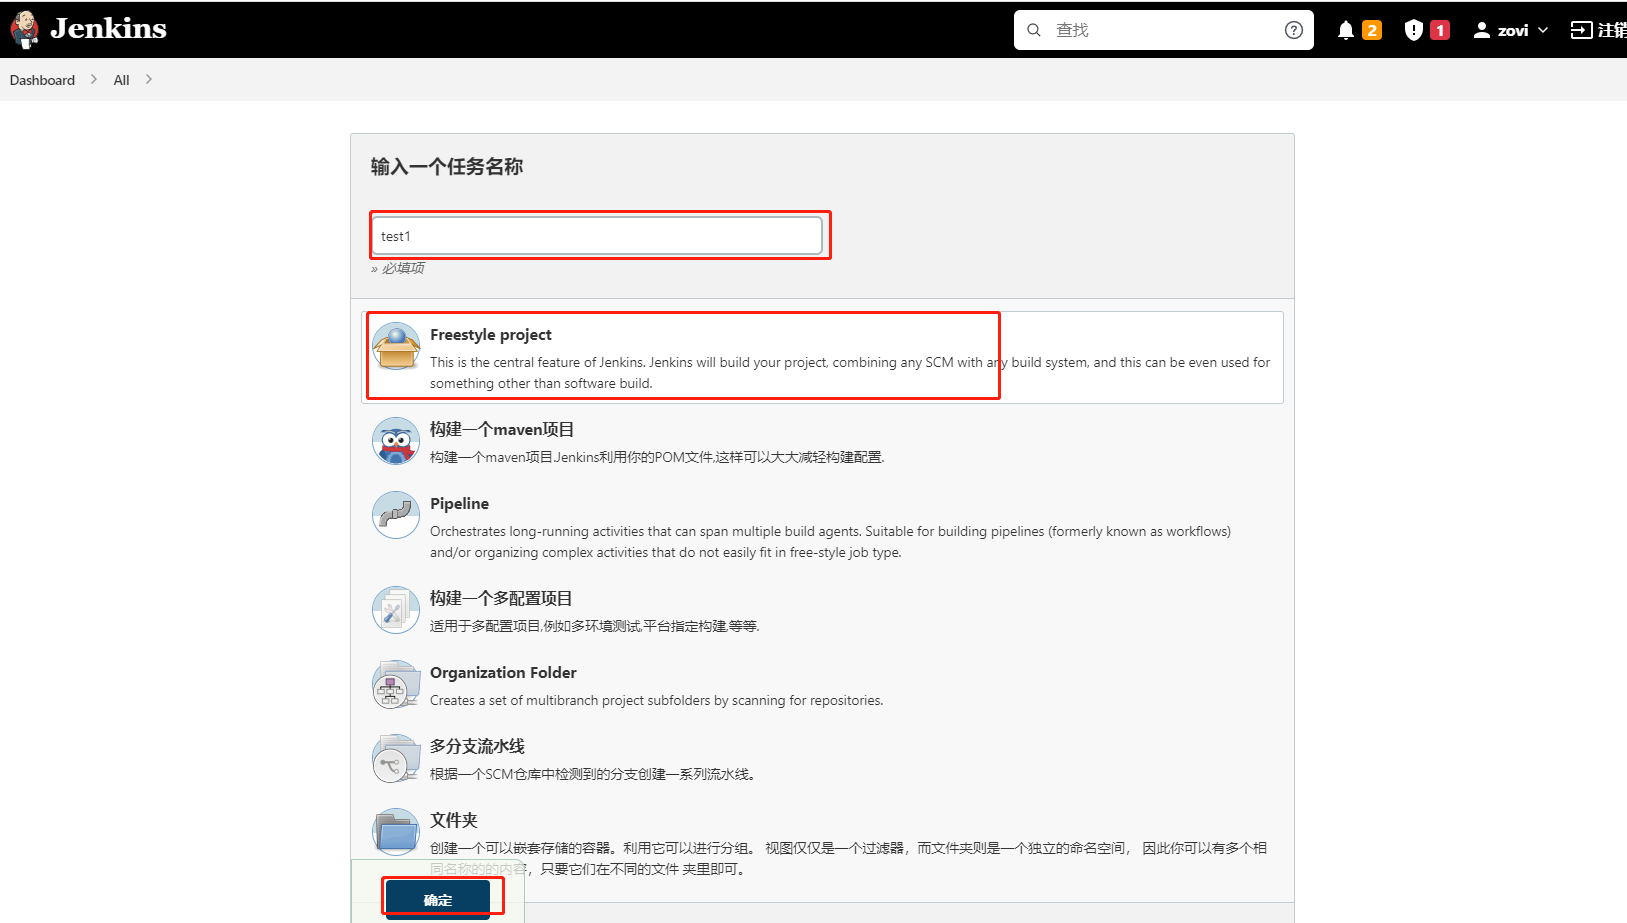 Jenkins
查找
2
1
zovi
注销
Dashboard
All
输入一个任务名称
test1
» 必填项
Freestyle project
This is the central feature of Jenkins. Jenkins will build your project, combining any SCM with any build system, and this can be even used for
something other than software build.
构建一个maven项目
构建一个maven项目.Jenkins利用你的POM文件,这样可以大大减轻构建配置.
Pipeline
Orchestrates long-running activities that can span multiple build agents. Suitable for building pipelines (formerly known as workflows)
and/or organizing complex activities that do not easily fit in free-style job type.
构建一个多配置项目
适用于多配置项目,例如多环境测试,平台指定构建,等等.
Organization Folder
Creates a set of multibranch project subfolders by scanning for repositories.
多分支流水线
根据一个SCM仓库中检测到的分支创建一系列流水线。
文件夹
创建一个可以嵌套存储的容器。利用它可以进行分组。 视图仅仅是一个过滤器，而文件夹则是一个独立的命名空间， 因此你可以有多个相
同名称的的内容，只要它们在不同的文件 夹里即可。
确定